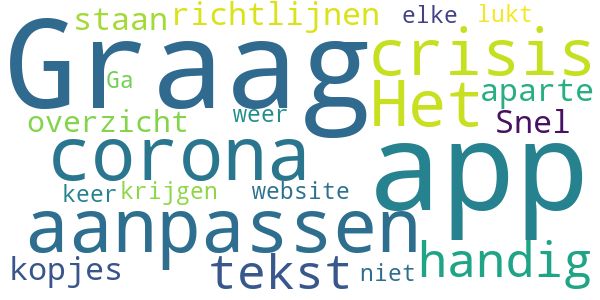 staan richtlijnen elke lukt
Graag crisis
Ga Het aparte
overzicht weer Snel
corona app
keer krijgen website
aanpassen handig
kopjes tekst niet